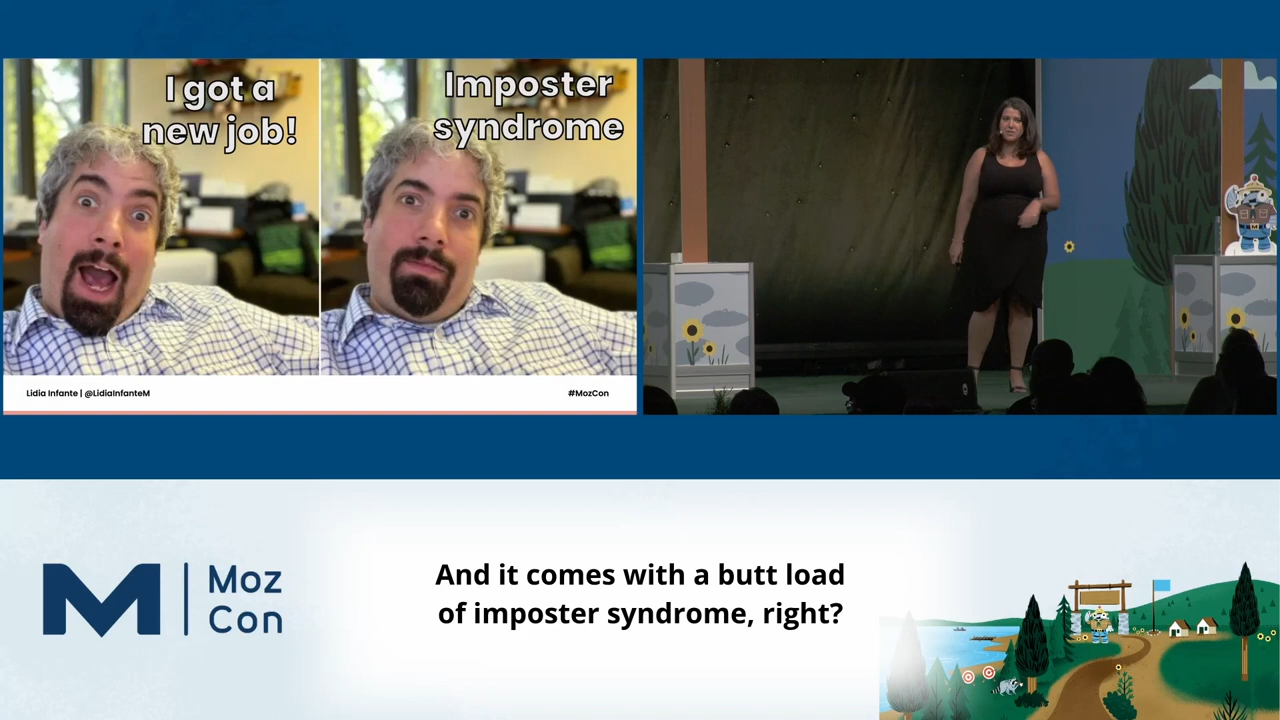 I got a
new job!
Imposter
syndrome
Lidia Infante | @LidiaInfanteM
#MozCon
And it comes with a butt load
of imposter syndrome, right?
Moz
Con